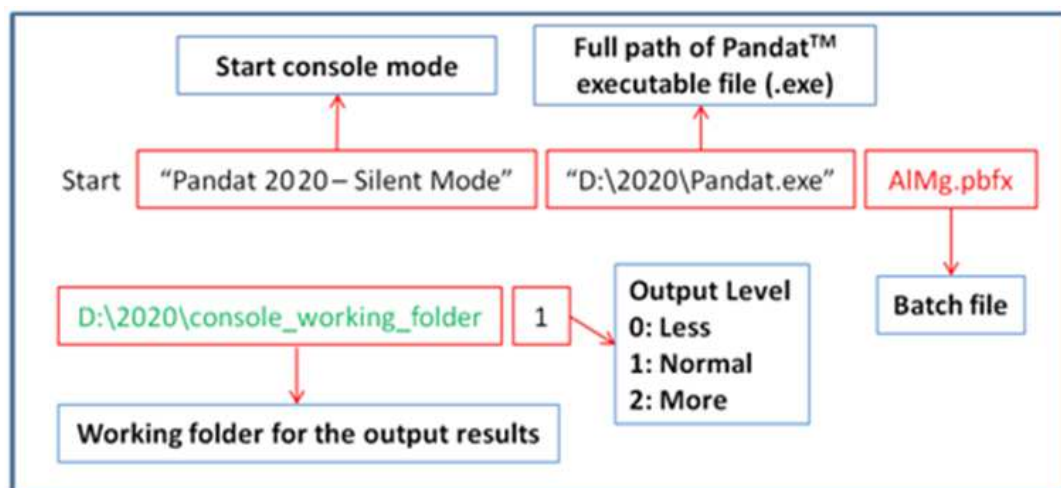 Start console mode
Full path of Pandat™
executable file (.exe)
Start “Pandat 2020 – Silent Mode” “D:\2020\Pandat.exe” AlMg.pbfx
D:\2020\console_working_folder 1
Output Level
0: Less
1: Normal
2: More
Batch file
Working folder for the output results